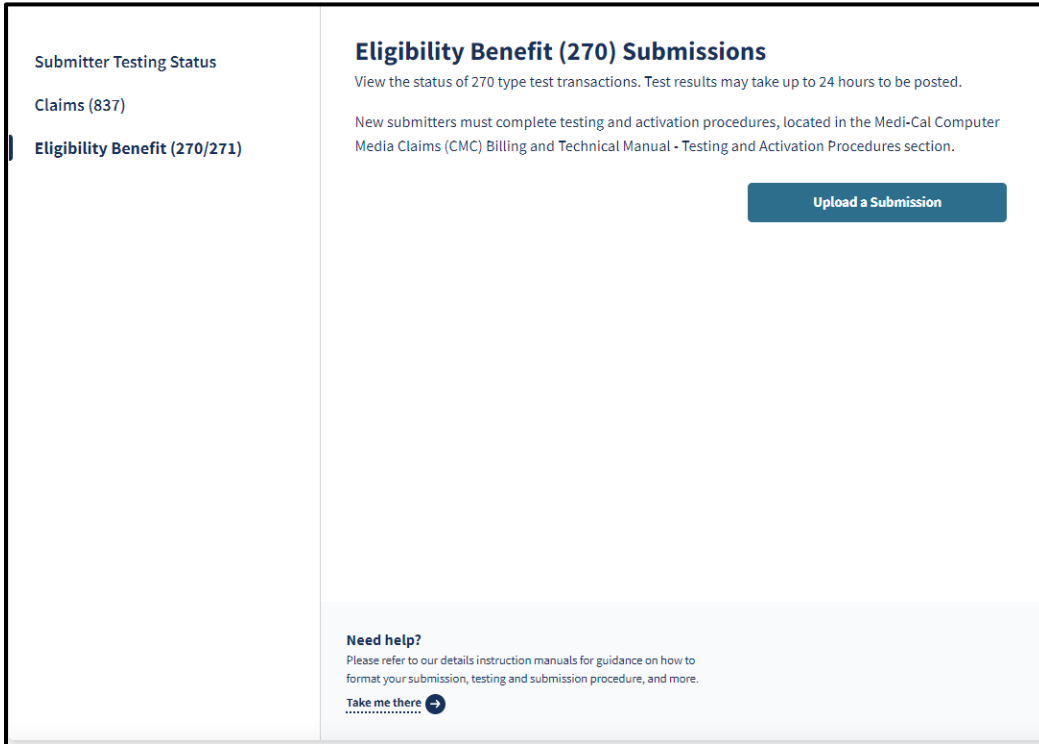 Submitter Testing Status
Claims (837)
Eligibility Benefit (270/271)
Eligibility Benefit (270) Submissions
View the status of 270 type test transactions. Test results may take up to 24 hours to be posted.
New submitters must complete testing and activation procedures, located in the Medi-Cal Computer
Media Claims (CMC) Billing and Technical Manual - Testing and Activation Procedures section.
Upload a Submission
Need help?
Please refer to our details instruction manuals for guidance on how to
format your submission, testing and submission procedure, and more.
Take me there